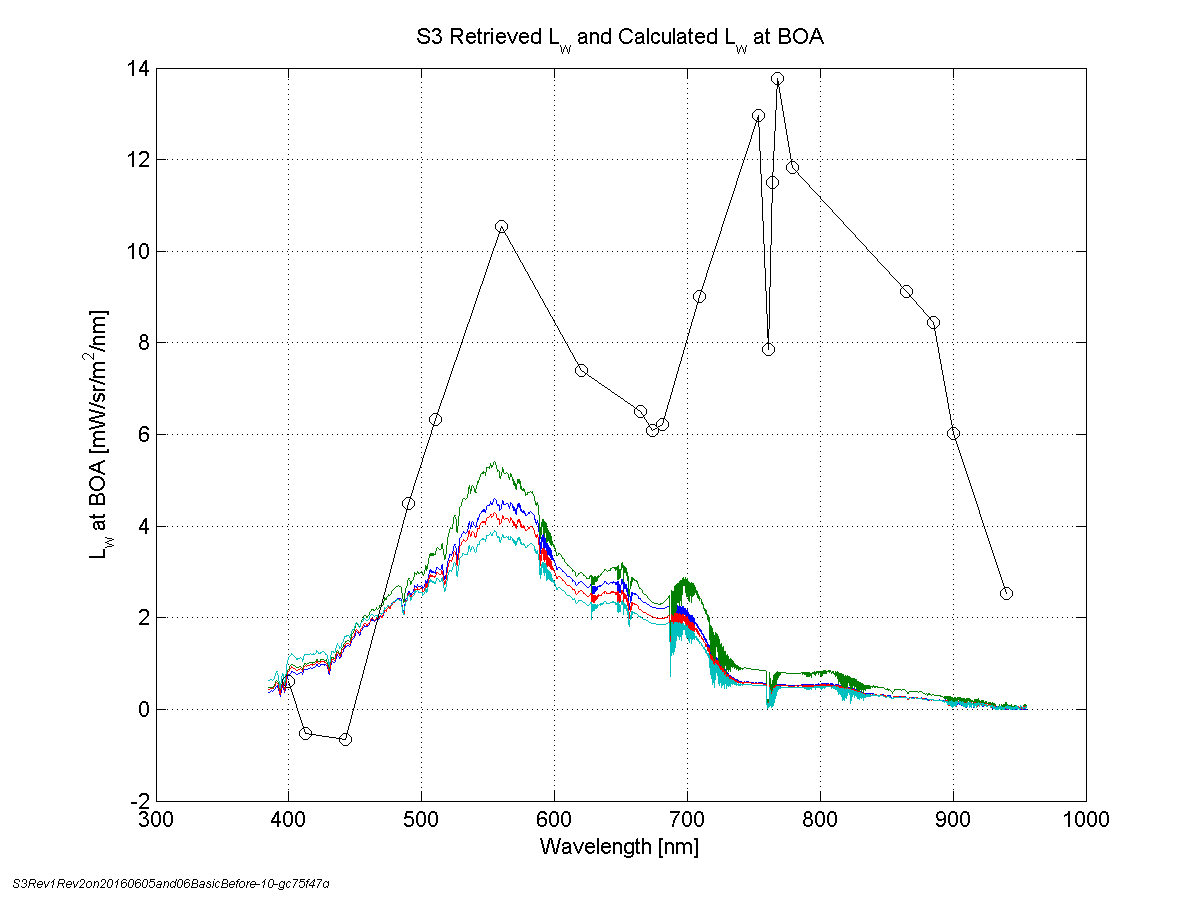 S3 Retrieved Lw and Calculated Lw at BOA
14
12
10
8
6
4
2
0
-2
Lw at BOA [mW/sr/m²/nm]
300 400 500 600 700 800 900 1000
Wavelength [nm]
S3Rev1Rev2on20160605and06BasicBefore-10-gc75f47a